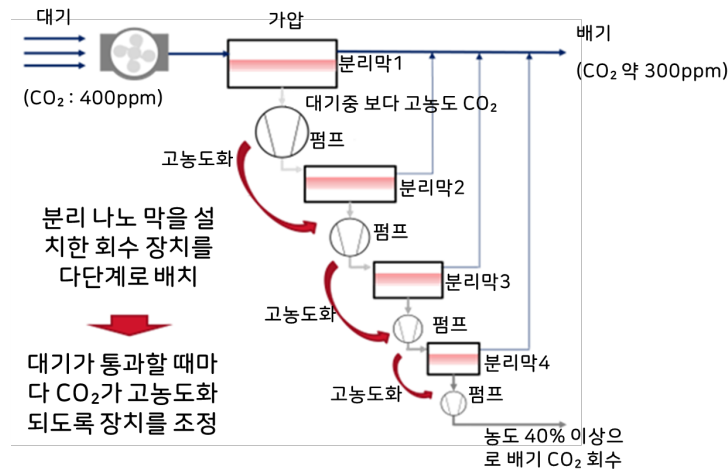 대기
가압
배기
(CO₂ : 400ppm)
분리막1
(CO₂ 약 300ppm)
대기중 보다 고농도 CO₂
펌프
고농도화
분리막2
분리 나노 막을 설
치한 회수 장치를
다단계로 배치
펌프
분리막3
고농도화
펌프
대기가 통과할 때마
다 CO₂가 고농도화
되도록 장치를 조정
분리막4
고농도화
펌프
농도 40% 이상으
로 배기 CO₂ 회수